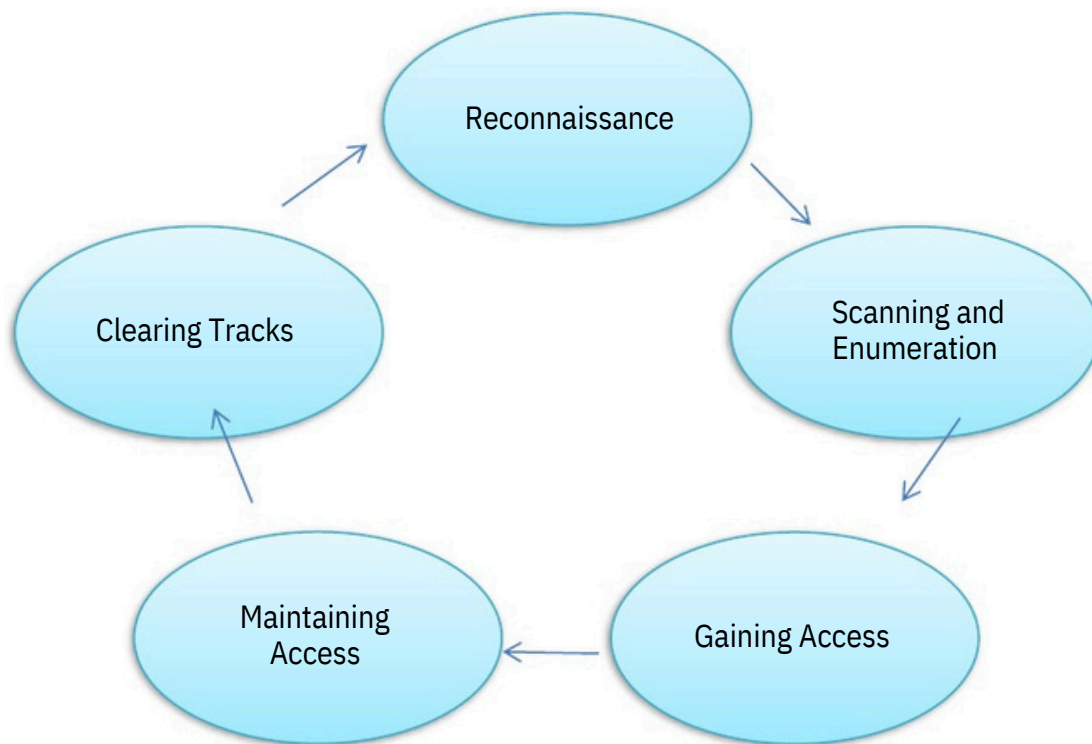 Reconnaissance
Scanning and
Enumeration
Gaining Access
Maintaining
Access
Clearing Tracks